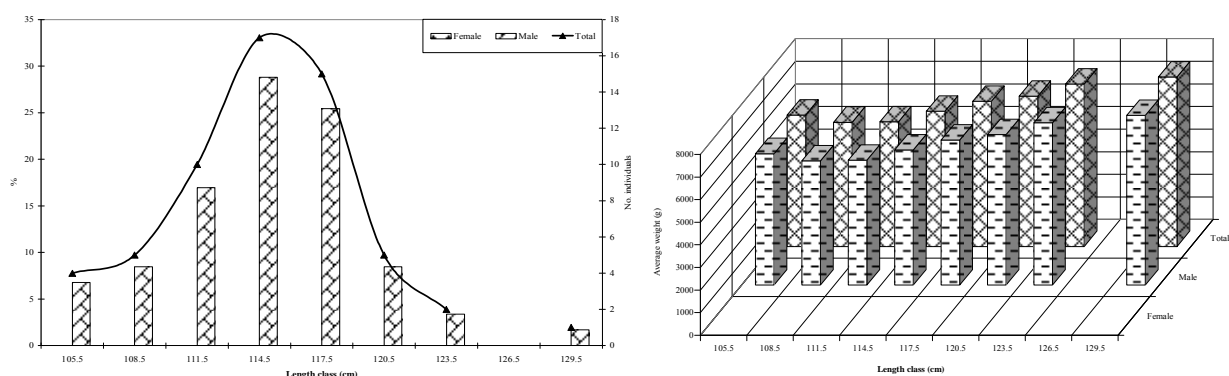 35
30
25
20
15
10
5
0
%
105.5 108.5 111.5 114.5 117.5 120.5 123.5 126.5 129.5
Length class (cm)
Female Male Total
18
16
14
12
10
8
6
4
2
0
No. individuals
8000
7000
6000
5000
4000
3000
2000
1000
0
Average weight (g)
105.5 108.5 111.5 114.5 117.5 120.5 123.5 126.5 129.5
Length class (cm)
Total
Male
Female